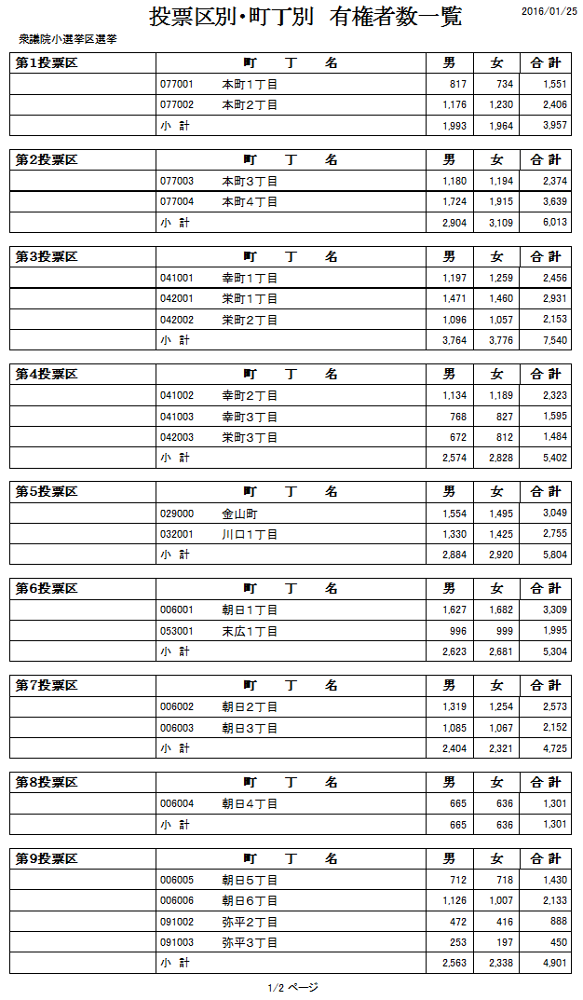 投票区別・町丁別　有権者数一覧 2016/01/25
衆議院小選挙区選挙
第１投票区 町　丁　名 男 女 合 計
077001 本町１丁目 817 734 1,551
077002 本町２丁目 1,176 1,230 2,406
小　計 1,993 1,964 3,957
第２投票区 町　丁　名 男 女 合 計
077003 本町３丁目 1,180 1,194 2,374
077004 本町４丁目 1,724 1,915 3,639
小　計 2,904 3,109 6,013
第３投票区 町　丁　名 男 女 合 計
041001 幸町１丁目 1,197 1,259 2,456
042001 栄町１丁目 1,471 1,460 2,931
042002 栄町２丁目 1,096 1,057 2,153
小　計 3,764 3,776 7,540
第４投票区 町　丁　名 男 女 合 計
041002 幸町２丁目 1,134 1,189 2,323
041003 幸町３丁目 768 827 1,595
042003 栄町３丁目 672 812 1,484
小　計 2,574 2,828 5,402
第５投票区 町　丁　名 男 女 合 計
029000 金山町 1,554 1,495 3,049
032001 川口１丁目 1,330 1,425 2,755
小　計 2,884 2,920 5,804
第６投票区 町　丁　名 男 女 合 計
006001 朝日１丁目 1,627 1,682 3,309
053001 末広１丁目 996 999 1,995
小　計 2,623 2,681 5,304
第７投票区 町　丁　名 男 女 合 計
006002 朝日２丁目 1,319 1,254 2,573
006003 朝日３丁目 1,085 1,067 2,152
小　計 2,404 2,321 4,725
第８投票区 町　丁　名 男 女 合 計
006004 朝日４丁目 665 636 1,301
小　計 665 636 1,301
第９投票区 町　丁　名 男 女 合 計
006005 朝日５丁目 712 718 1,430
006006 朝日６丁目 1,126 1,007 2,133
091002 弥平２丁目 472 416 888
091003 弥平３丁目 253 197 450
小　計 2,563 2,338 4,901
1/2 ページ